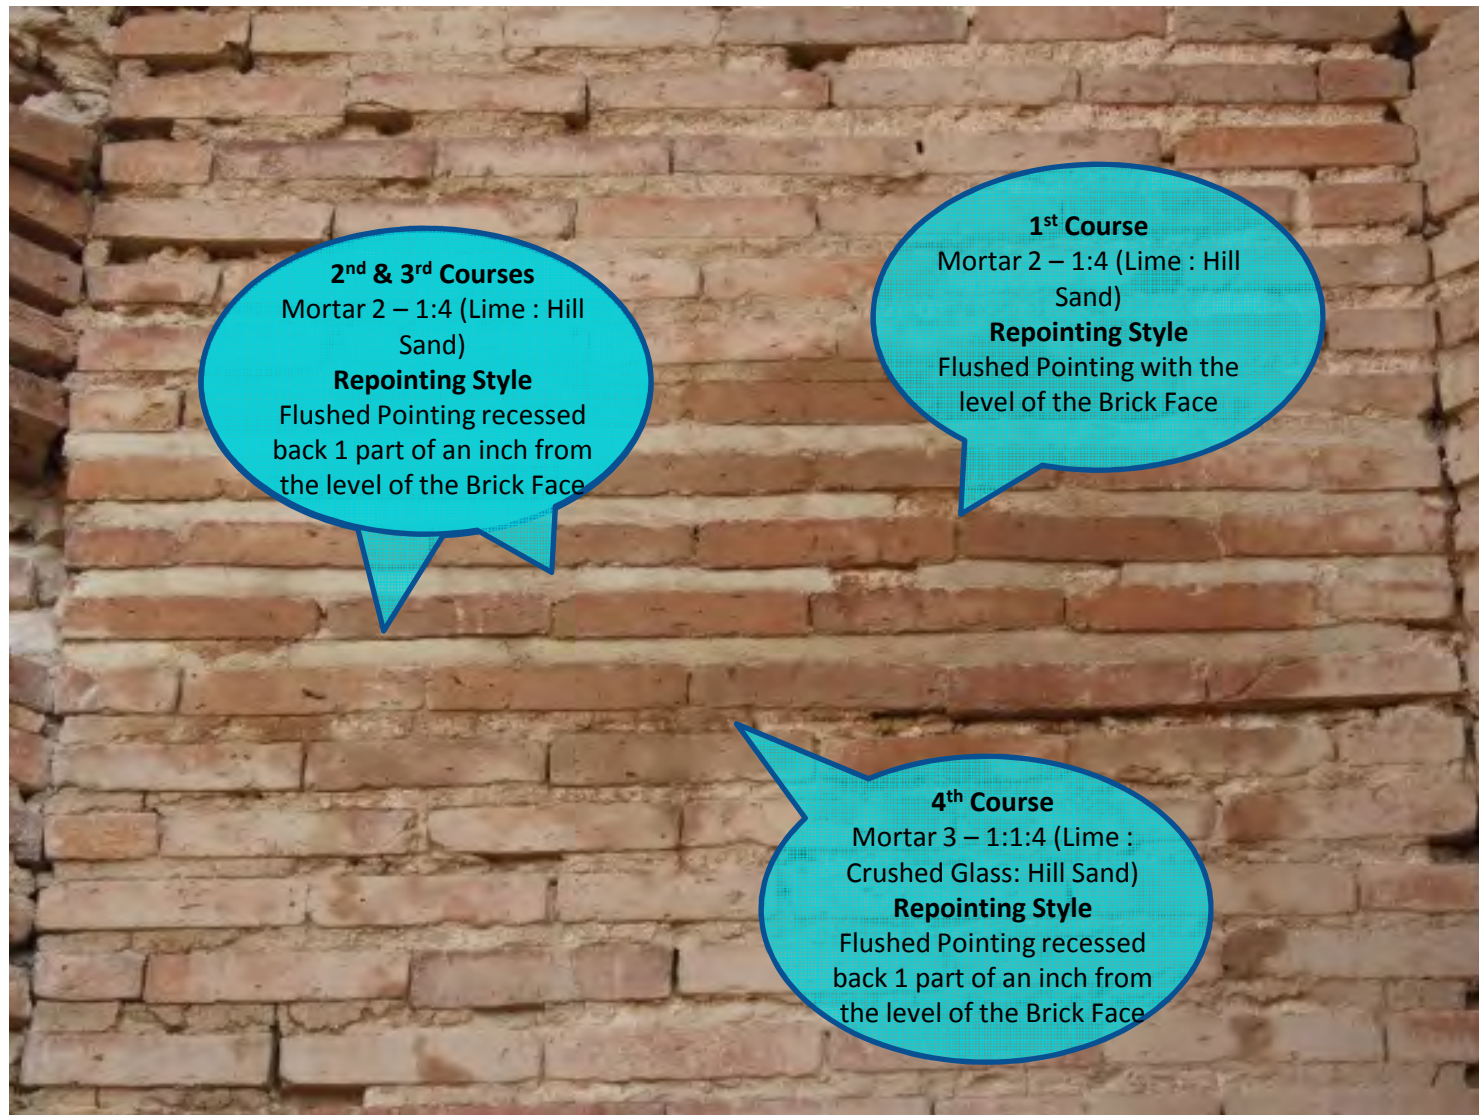 1st Course
Mortar 2 – 1:4 (Lime : Hill
Sand)
Repointing Style
Flushed Pointing with the
level of the Brick Face
2nd & 3rd Courses
Mortar 2 – 1:4 (Lime : Hill
Sand)
Repointing Style
Flushed Pointing recessed
back 1 part of an inch from
the level of the Brick Face
4th Course
Mortar 3 – 1:1:4 (Lime :
Crushed Glass: Hill Sand)
Repointing Style
Flushed Pointing recessed
back 1 part of an inch from
the level of the Brick Face